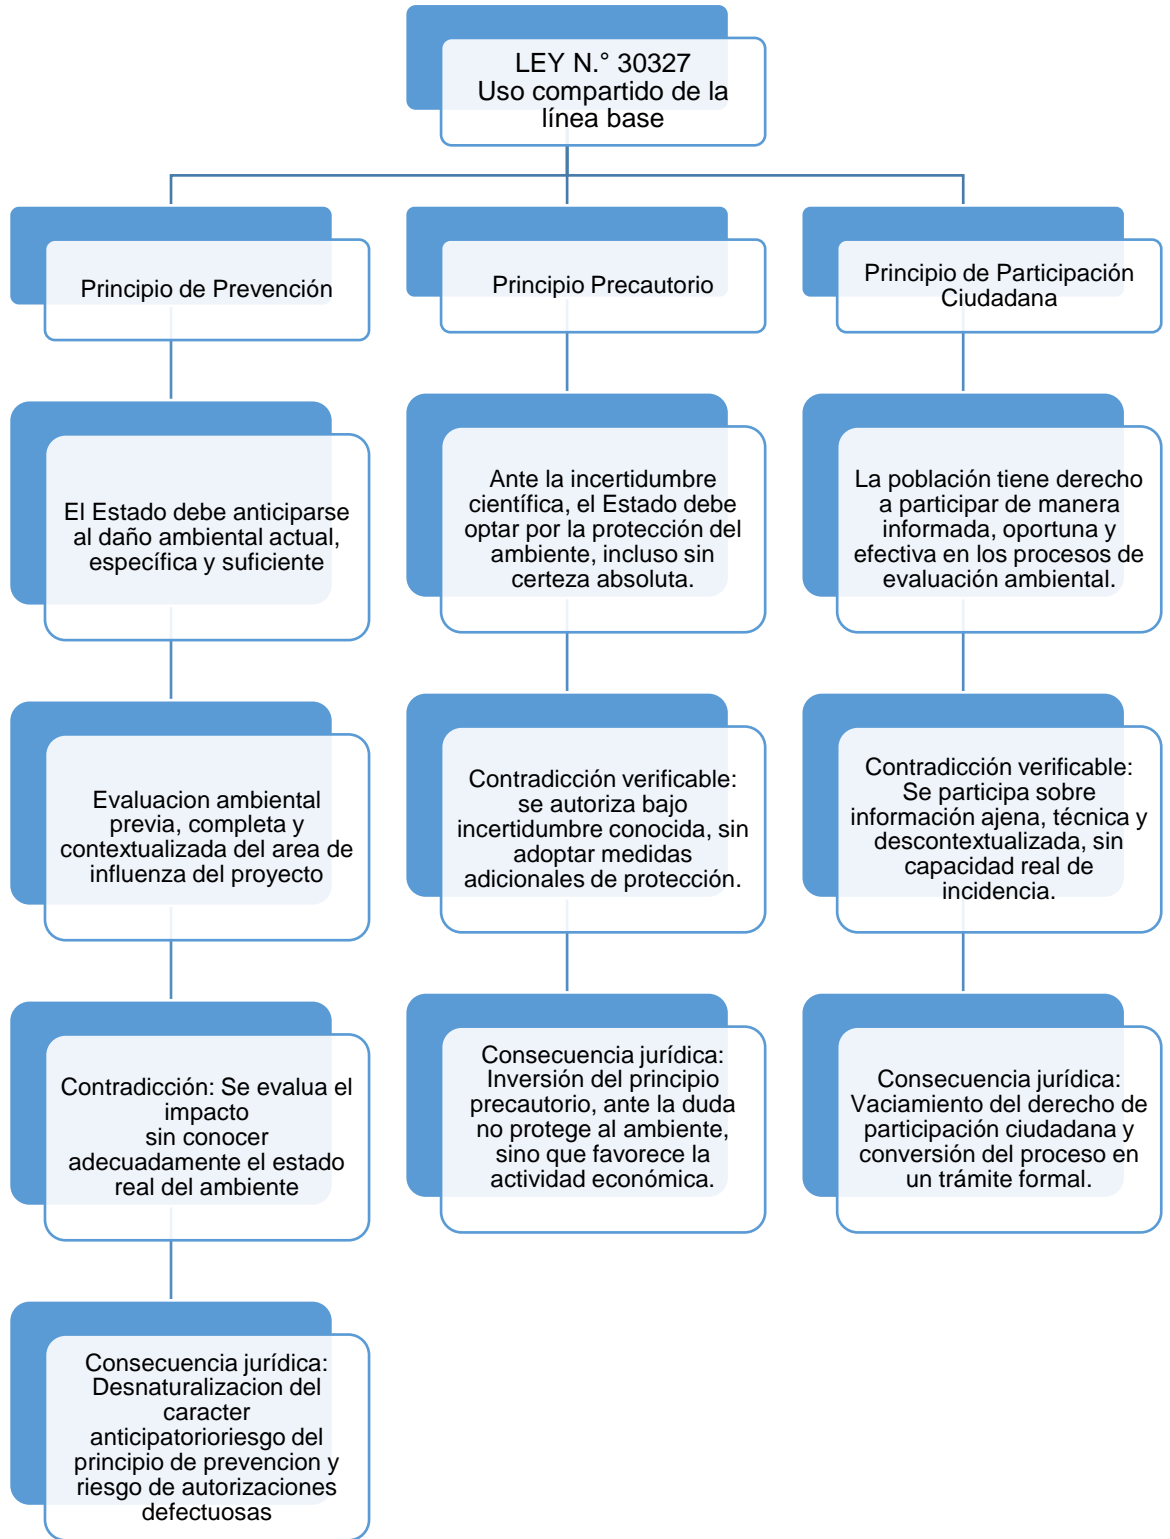 LEY N.° 30327
Uso compartido de la
línea base
Principio de Prevención
El Estado debe anticiparse
al daño ambiental actual,
específica y suficiente
Evaluacion ambiental
previa, completa y
contextualizada del area de
influenza del proyecto
Contradicción: Se evalua el
impacto
sin conocer
adecuadamente el estado
real del ambiente
Consecuencia jurídica:
Desnaturalizacion del
caracter
anticipatorioriesgo del
principio de prevencion y
riesgo de autorizaciones
defectuosas
Principio Precautorio
Ante la incertidumbre
científica, el Estado debe
optar por la protección del
ambiente, incluso sin
certeza absoluta.
Contradicción verificable:
se autoriza bajo
incertidumbre conocida, sin
adoptar medidas
adicionales de protección.
Consecuencia jurídica:
Inversión del principio
precautorio, ante la duda
no protege al ambiente,
sino que favorece la
actividad económica.
Principio de Participación
Ciudadana
La población tiene derecho
a participar de manera
informada, oportuna y
efectiva en los procesos de
evaluación ambiental.
Contradicción verificable:
Se participa sobre
información ajena, técnica y
descontextualizada, sin
capacidad real de
incidencia.
Consecuencia jurídica:
Vaciamiento del derecho de
participación ciudadana y
conversión del proceso en
un trámite formal.